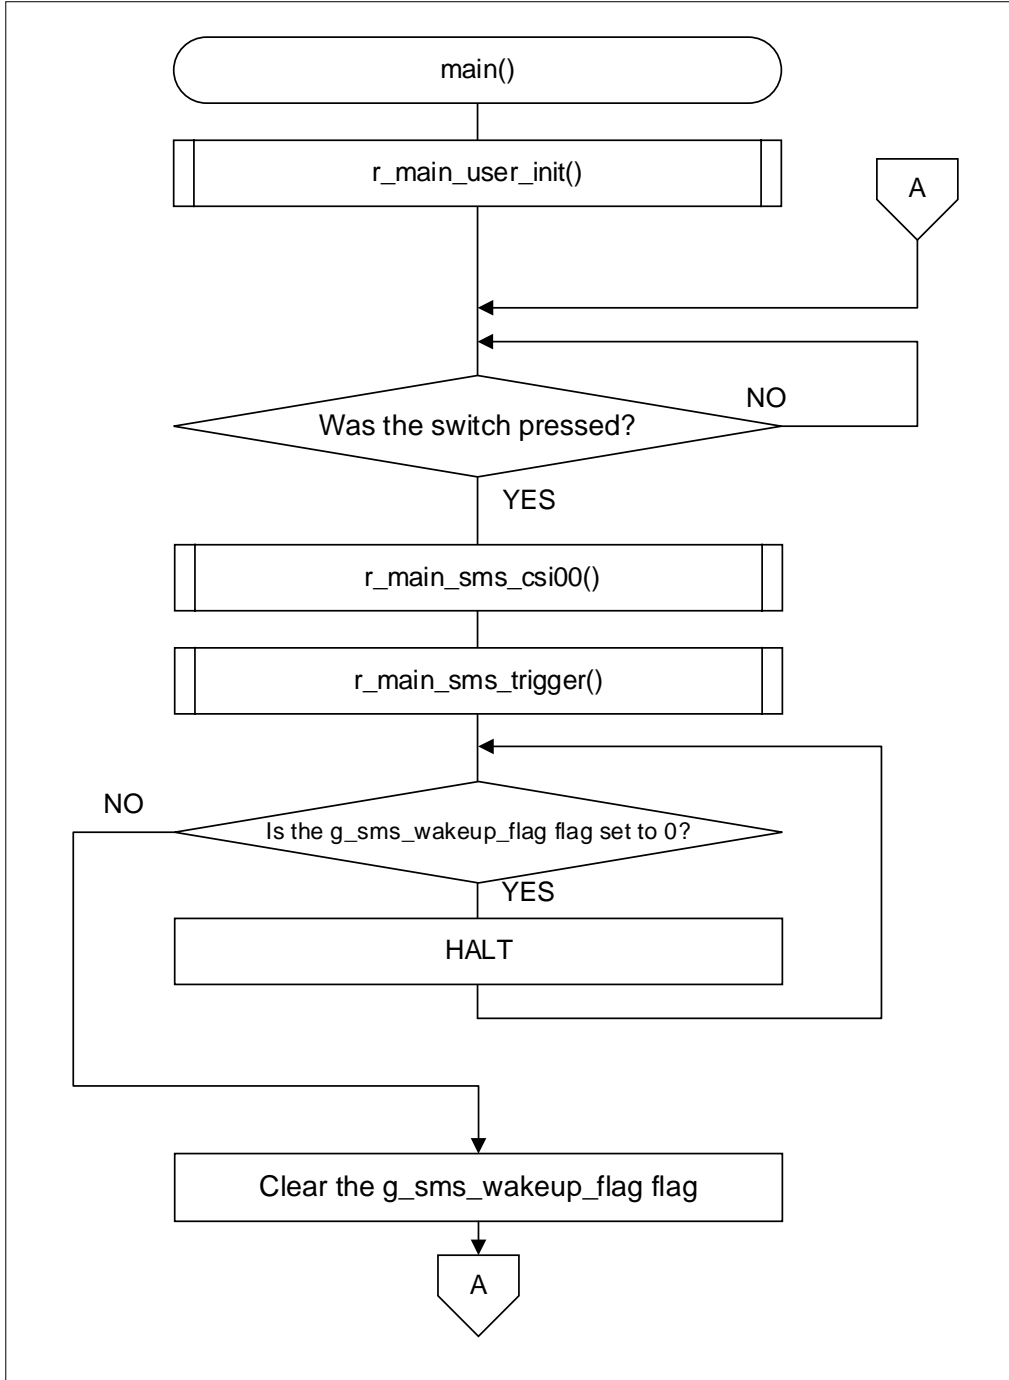 main()
r_main_user_init()
A
Was the switch pressed?
NO
YES
r_main_sms_csi00()
r_main_sms_trigger()
NO
Is the g_sms_wakeup_flag flag set to 0?
YES
HALT
Clear the g_sms_wakeup_flag flag
A